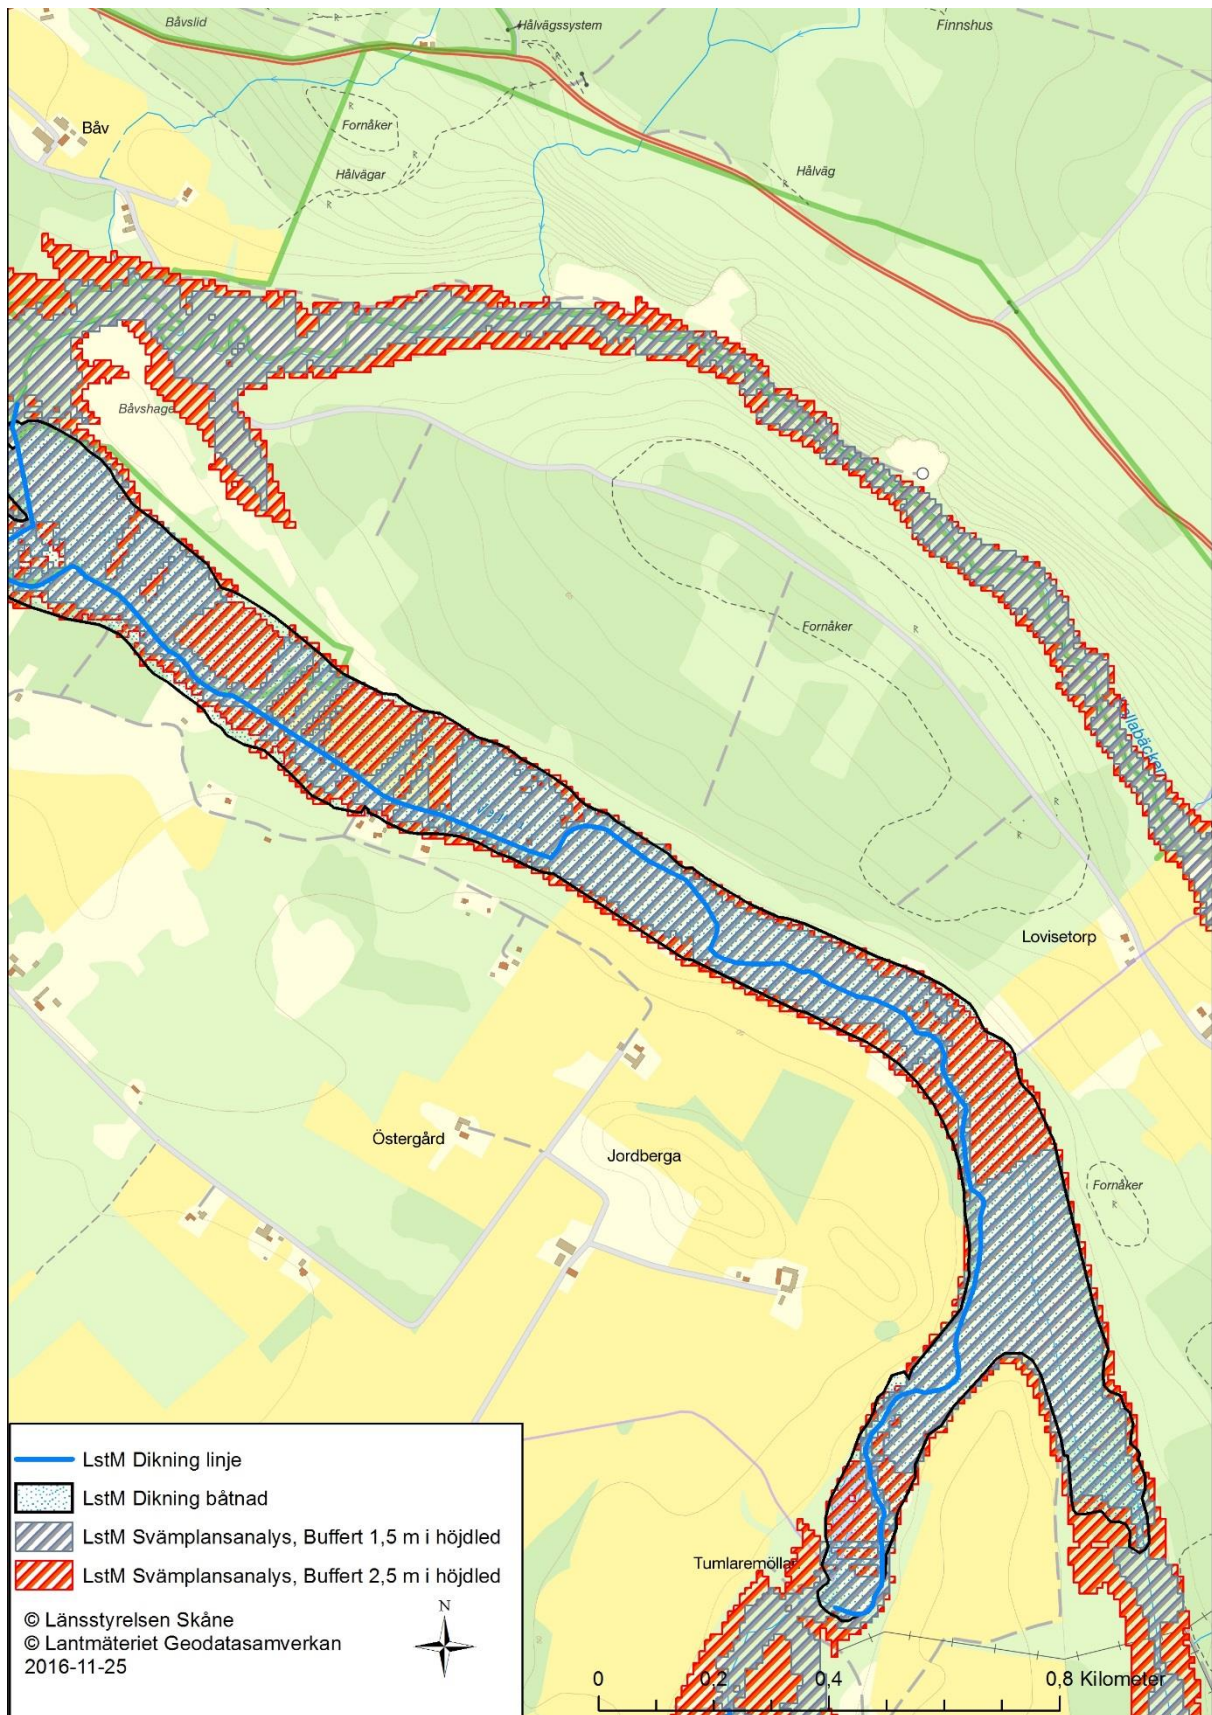 Båvslid
Hålvägssystem
Finnshus
Båv
Fornåker
Hålvägar
Hålväg
R
R
R
R
Båvshage
Fornåker
R
R
R
R
Lovisetorp
Östergård
Jordberga
Fornåker
R
Tumlaremöllan
LstM Dikning linje
LstM Dikning båtnad
LstM Svämplansanalys, Buffert 1,5 m i höjdled
LstM Svämplansanalys, Buffert 2,5 m i höjdled
© Länsstyrelsen Skåne
© Lantmäteriet Geodatasamverkan
2016-11-25
N
0 0,2 0,4 0,8 Kilometer